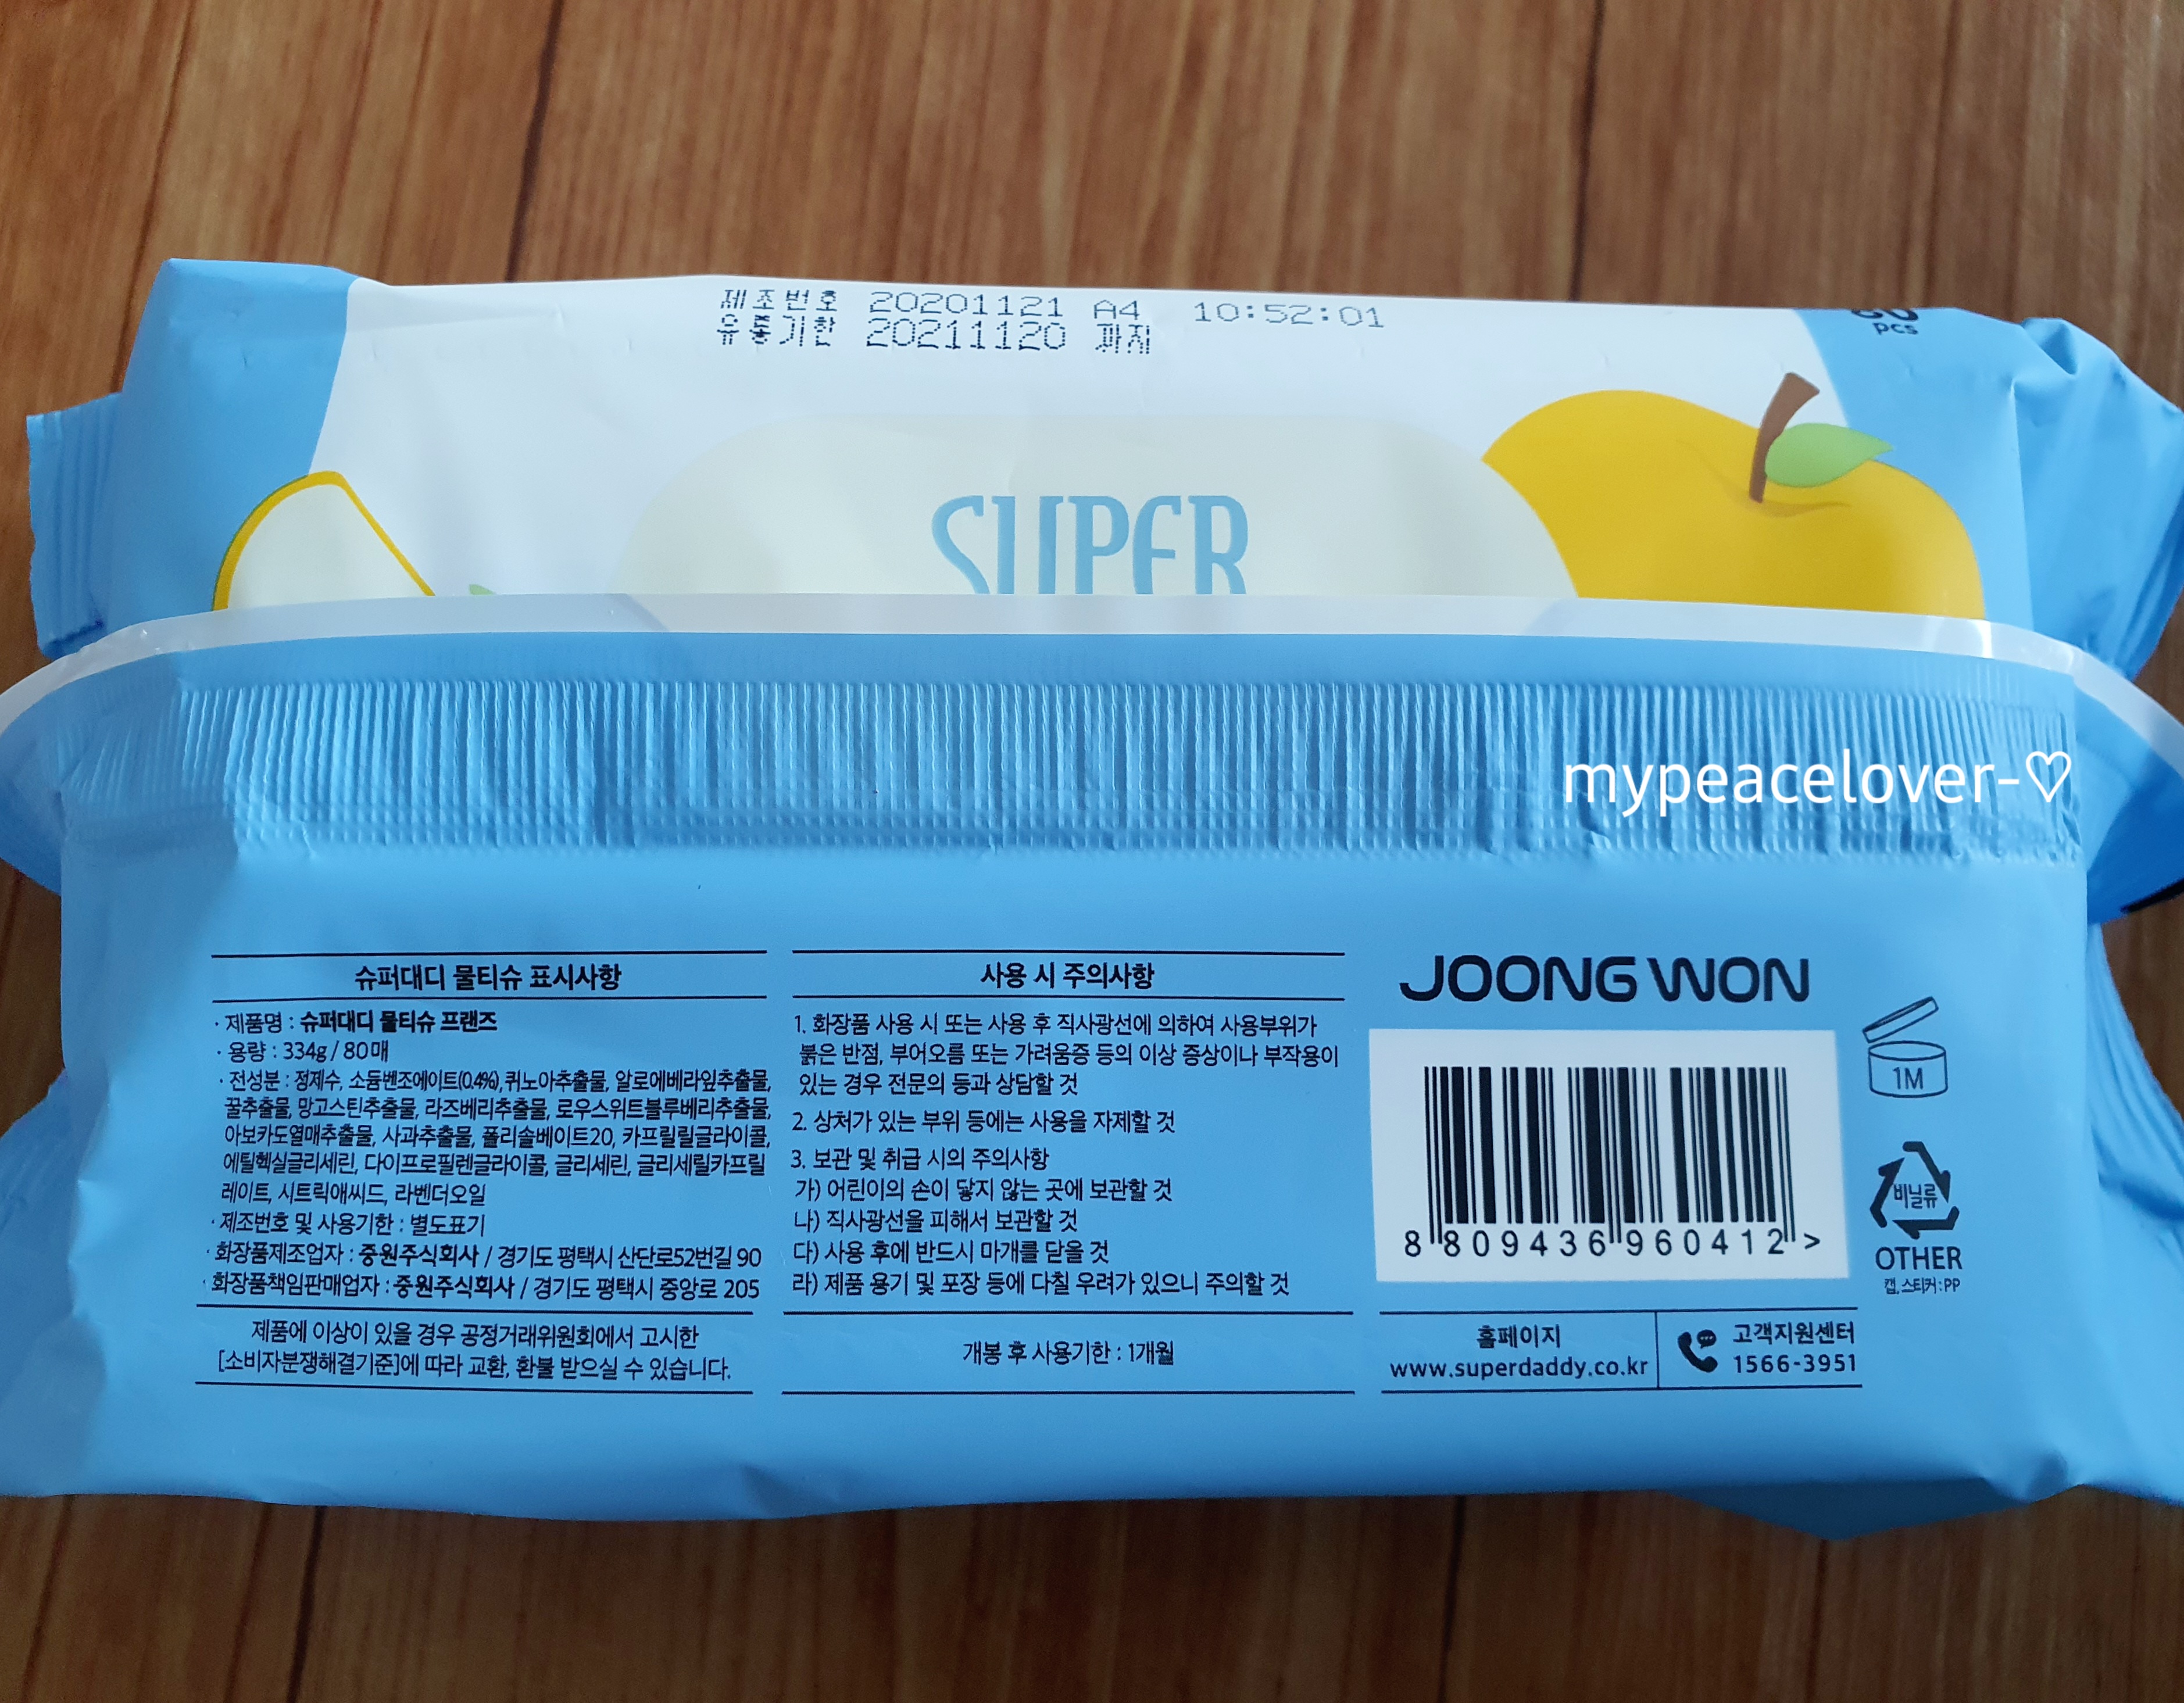 제조번호 20201121 A4 10:52:01
유통기한 20211120 까지
pcs
SUPER
mypeacelover-♡
슈퍼대디 물티슈 표시사항
· 제품명 : 슈퍼대디 물티슈 프랜즈
· 용량 : 334g / 80매
· 전성분 : 정제수, 소듐벤조에이트(0.4%), 퀴노아추출물, 알로에베라잎추출물,
꿀추출물, 망고스틴추출물, 라즈베리추출물, 로우스위트블루베리추출물,
아보카도열매추출물, 사과추출물, 폴리솔베이트20, 카프릴릴글라이콜,
에틸헥실글리세린, 다이프로필렌글라이콜, 글리세린, 글리세릴카프릴
레이트, 시트릭애씨드, 라벤더오일
· 제조번호 및 사용기한 : 별도표기
· 화장품제조업자 : 중원주식회사 / 경기도 평택시 산단로52번길 90
· 화장품책임판매업자 : 중원주식회사 / 경기도 평택시 중앙로 205
제품에 이상이 있을 경우 공정거래위원회에서 고시한
[소비자분쟁해결기준]에 따라 교환, 환불 받으실 수 있습니다.
사용 시 주의사항
1. 화장품 사용 시 또는 사용 후 직사광선에 의하여 사용부위가
붉은 반점, 부어오름 또는 가려움증 등의 이상 증상이나 부작용이
있는 경우 전문의 등과 상담할 것
2. 상처가 있는 부위 등에는 사용을 자제할 것
3. 보관 및 취급 시의 주의사항
가) 어린이의 손이 닿지 않는 곳에 보관할 것
나) 직사광선을 피해서 보관할 것
다) 사용 후에 반드시 마개를 닫을 것
라) 제품 용기 및 포장 등에 다칠 우려가 있으니 주의할 것
개봉 후 사용기한 : 1개월
JOONG WON
8 809436 960412 >
1M
비닐류
OTHER
캡, 스티커 : PP
홈페이지
www.superdaddy.co.kr
고객지원센터
1566-3951